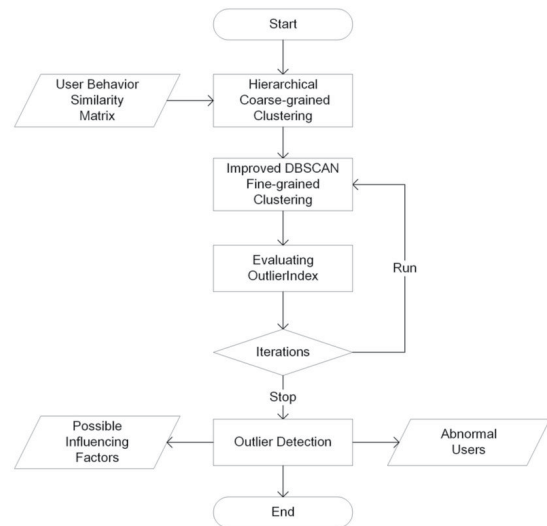 Start
User Behavior
Similarity
Matrix
Hierarchical
Coarse-grained
Clustering
Improved DBSCAN
Fine-grained
Clustering
Evaluating
OutlierIndex
Run
Iterations
Stop
Possible
Influencing
Factors
Outlier Detection
Abnormal
Users
End